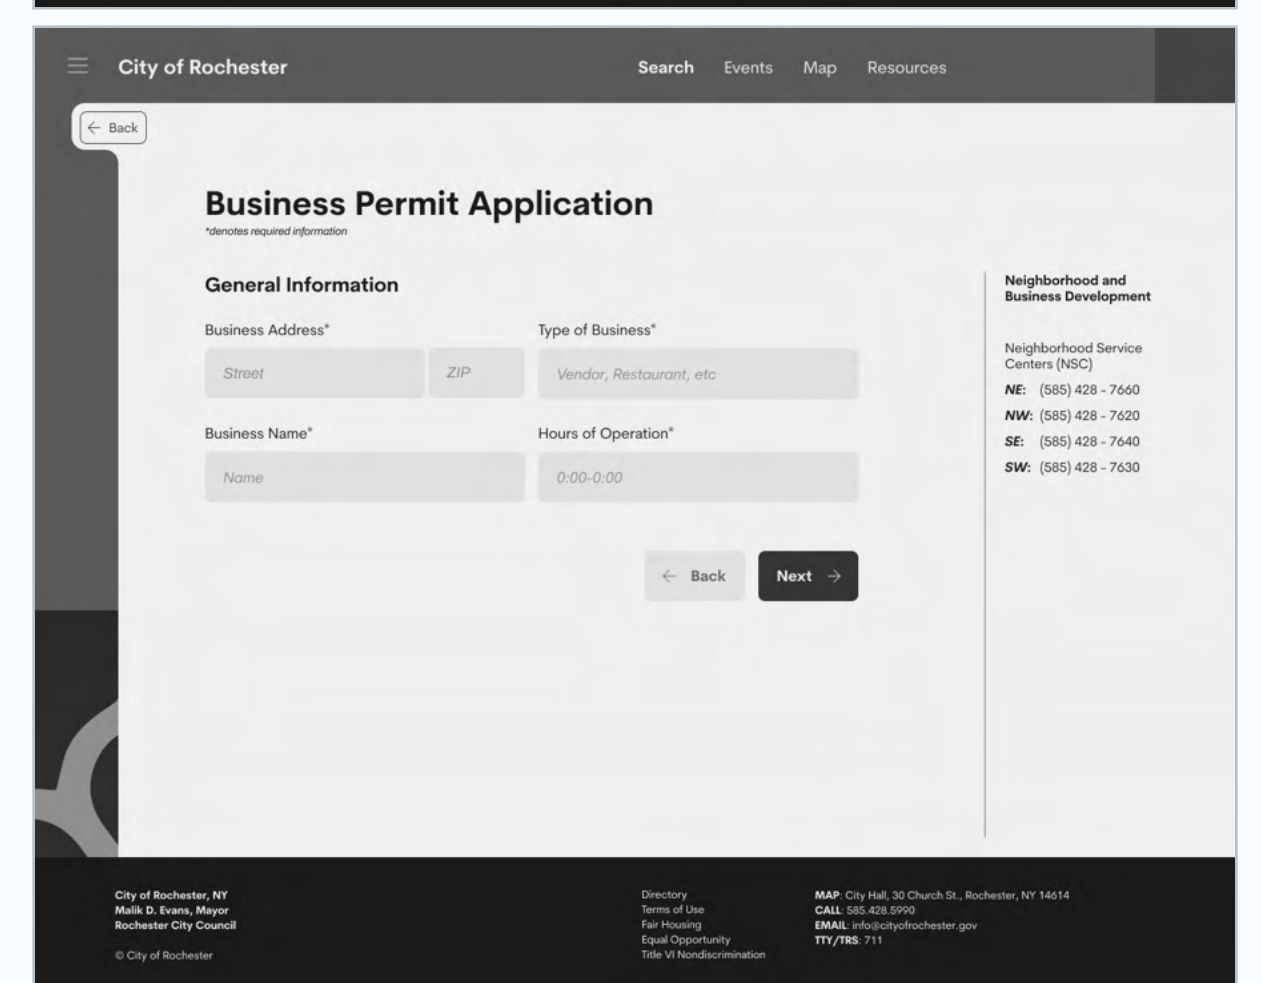 City of Rochester
Search Events Map Resources
← Back
Business Permit Application
*denotes required information
General Information
Business Address*
Street
ZIP
Type of Business*
Vendor, Restaurant, etc
Business Name*
Name
Hours of Operation*
0:00-0:00
← Back
Next →
Neighborhood and
Business Development
Neighborhood Service
Centers (NSC)
NE: (585) 428 - 7660
NW: (585) 428 - 7620
SE: (585) 428 - 7640
SW: (585) 428 - 7630
City of Rochester, NY
Malik D. Evans, Mayor
Rochester City Council
© City of Rochester
Directory
Terms of Use
Fair Housing
Equal Opportunity
Title VI Nondiscrimination
MAP: City Hall, 30 Church St., Rochester, NY 14614
CALL: 585.428.5990
EMAIL: info@cityofrochester.gov
TTY/TRS: 711